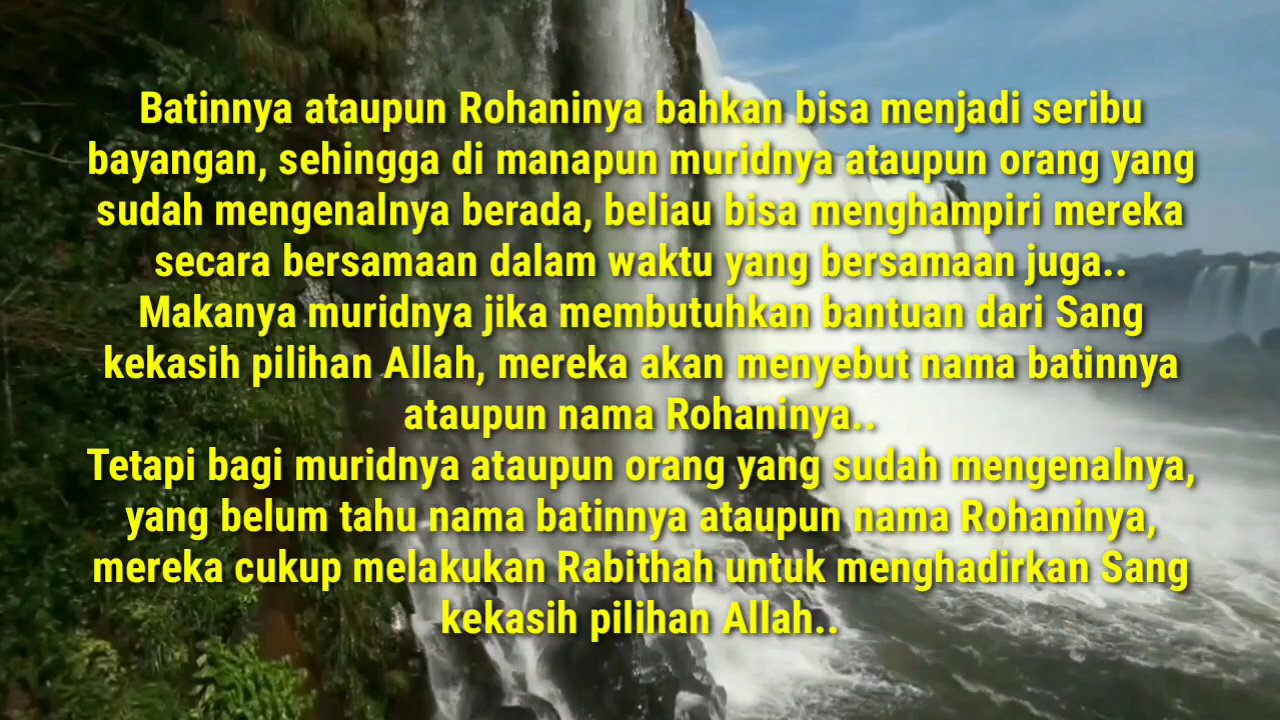 Batinnya ataupun Rohaninya bahkan bisa menjadi seribu
bayangan, sehingga di manapun muridnya ataupun orang yang
sudah mengenalnya berada, beliau bisa menghampiri mereka
secara bersamaan dalam waktu yang bersamaan juga..
Makanya muridnya jika membutuhkan bantuan dari Sang
kekasih pilihan Allah, mereka akan menyebut nama batinnya
ataupun nama Rohaninya..
Tetapi bagi muridnya ataupun orang yang sudah mengenalnya,
yang belum tahu nama batinnya ataupun nama Rohaninya,
mereka cukup melakukan Rabithah untuk menghadirkan Sang
kekasih pilihan Allah..